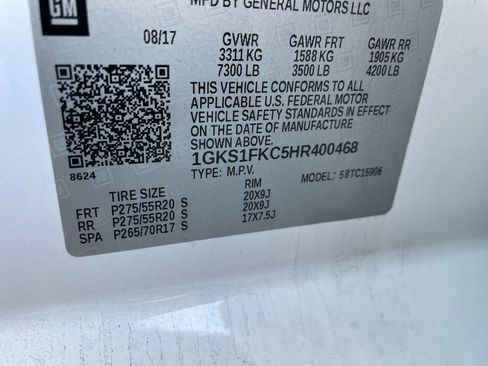 MFD BY GENERAL MOTORS LLC
GM
08/17 GVWR GAWR FRT GAWR RR
3311 KG 1588 KG 1905 KG
7300 LB 3500 LB 4200 LB
THIS VEHICLE CONFORMS TO ALL
APPLICABLE U.S. FEDERAL MOTOR
VEHICLE SAFETY STANDARDS IN EFFECT
ON THE DATE OF MANUFACTURE
SHOWN ABOVE.
8624
1GKS1FKC5HR400468
TYPE: M.P.V. MODEL: 58TC15906
TIRE SIZE RIM
FRT P275/55R20 S 20X9J
RR P275/55R20 S 20X9J
SPA P265/70R17 S 17X7.5J